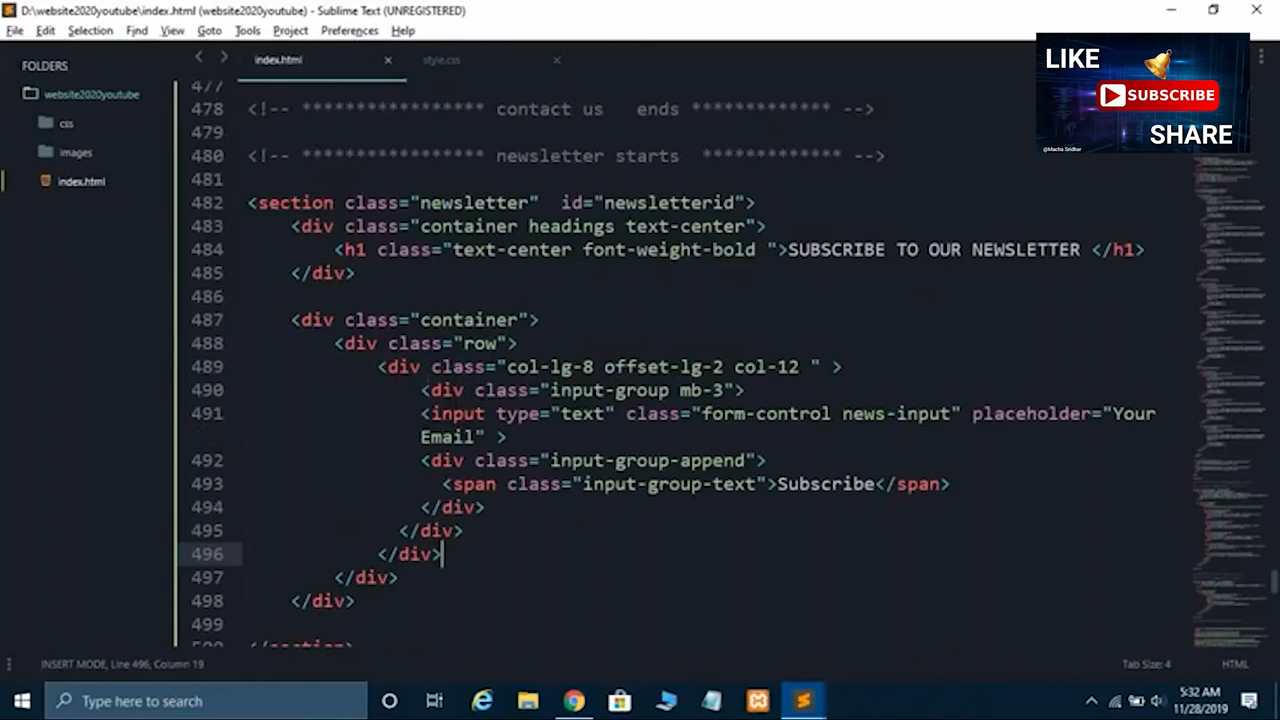 D:\website2020youtube\index.html (website2020youtube) - Sublime Text (UNREGISTERED)
File Edit Selection Find View Goto Tools Project Preferences Help
FOLDERS
website2020youtube
css
images
index.html
index.html style.css
LIKE
SUBSCRIBE
SHARE
@Macha Sridhar
477
478 <!-- ***************** contact us ends ************* -->
479
480 <!-- ***************** newsletter starts ************* -->
481
482 <section class="newsletter" id="newsletterid">
483 <div class="container headings text-center">
484 <h1 class="text-center font-weight-bold ">SUBSCRIBE TO OUR NEWSLETTER </h1>
485 </div>
486
487 <div class="container">
488 <div class="row">
489 <div class="col-lg-8 offset-lg-2 col-12 " >
490 <div class="input-group mb-3">
491 <input type="text" class="form-control news-input" placeholder="Your
Email" >
492 <div class="input-group-append">
493 <span class="input-group-text">Subscribe</span>
494 </div>
495 </div>
496 </div>
497 </div>
498 </div>
499
500 </section>
INSERT MODE, Line 496, Column 19 Tab Size: 4 HTML
Type here to search
5:32 AM
11/28/2019